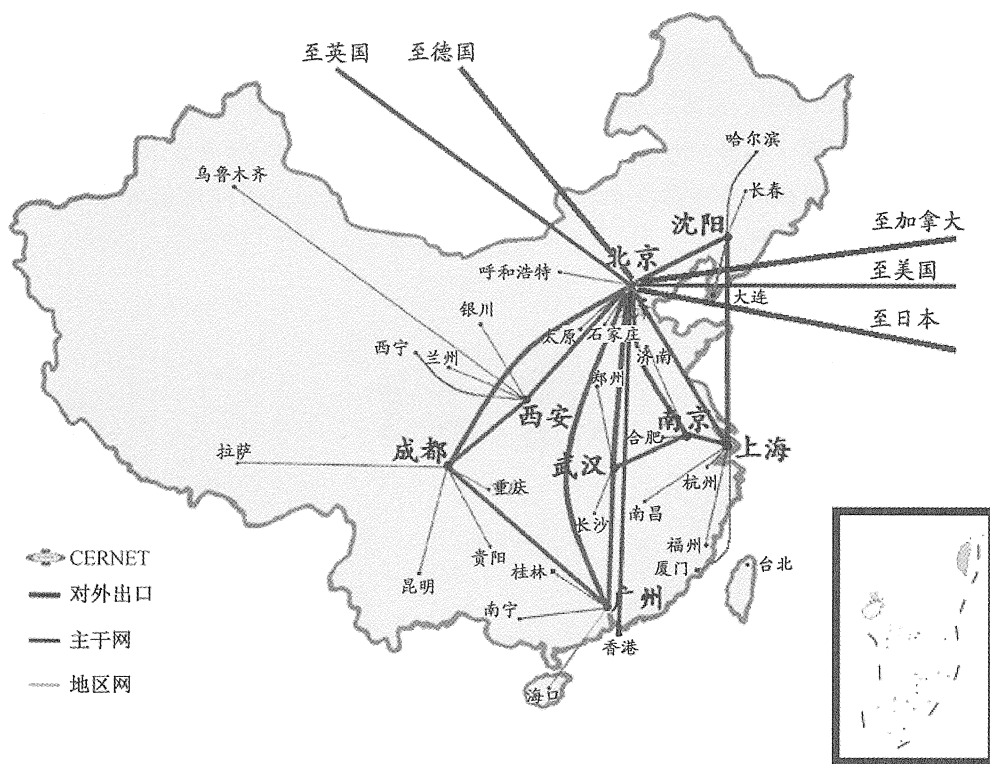 至英国
至德国
哈尔滨
乌鲁木齐
长春
沈阳
至加拿大
北京
呼和浩特
至美国
大连
银川
至日本
太原
石家庄
西宁
兰州
济南
郑州
西安
南京
合肥
成都
上海
拉萨
武汉
杭州
重庆
南昌
长沙
福州
贵阳
CERNET
厦门
台北
桂林
昆明
对外出口
广州
南宁
主干网
香港
地区网
海口